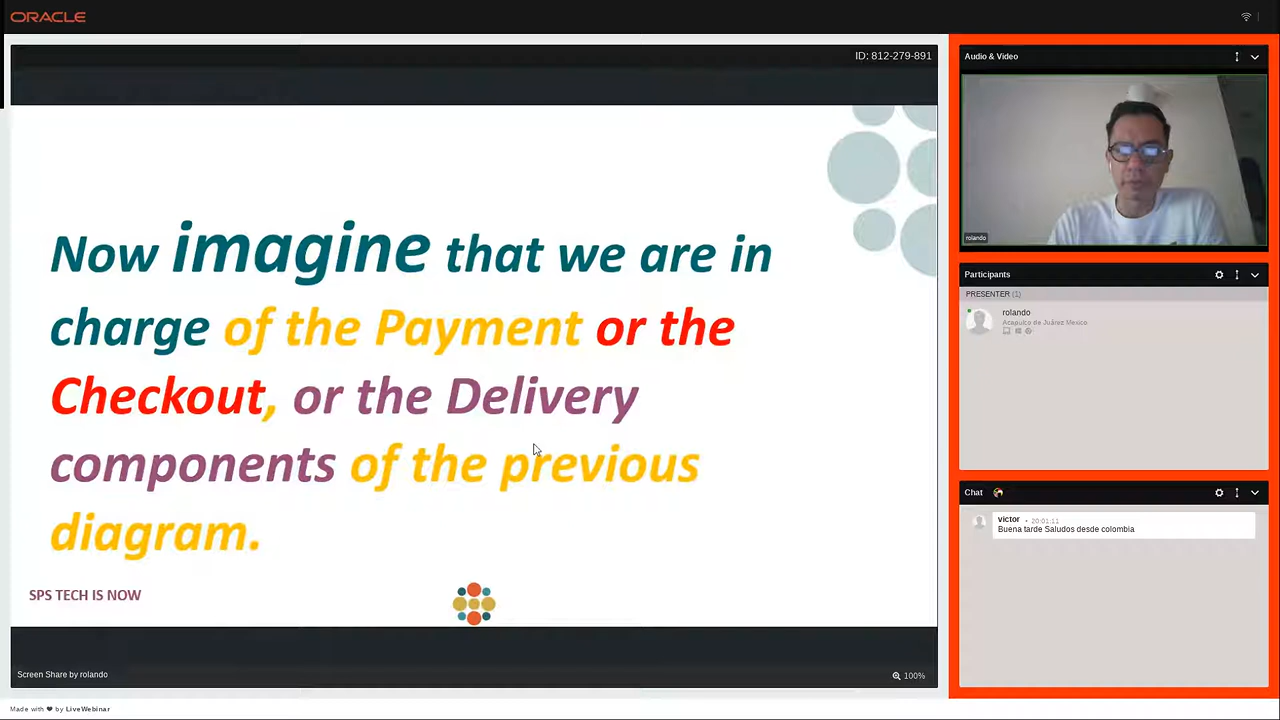 ORACLE
ID: 812-279-891
Now imagine that we are in
charge of the Payment or the
Checkout, or the Delivery
components of the previous
diagram.
SPS TECH IS NOW
Screen Share by rolando
100%
Made with ❤ by LiveWebinar
Audio & Video
rolando
Participants
PRESENTER (1)
rolando
Acapulco de Juárez Mexico
Chat
victor • 20:01:11
Buena tarde Saludos desde colombia